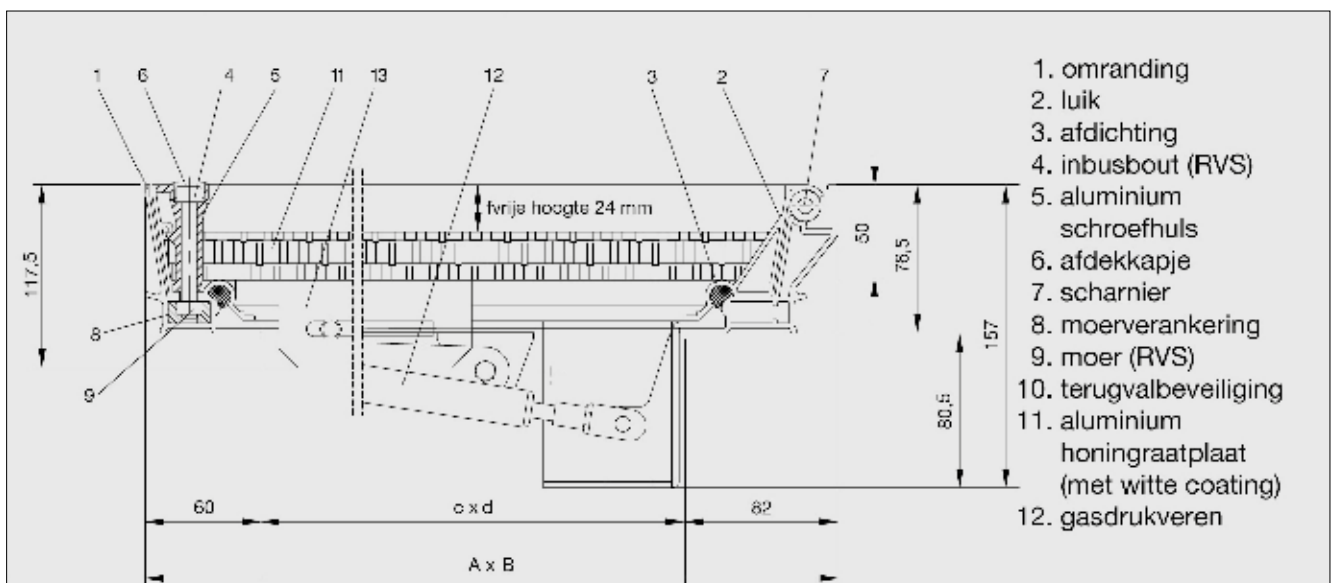 1 6 4 5 11 13 12 3 2 7
fvrije hoogte 24 mm
117,5
50
78,5
157
80,5
8
9
60 c x d 82
A x B
1. omranding
2. luik
3. afdichting
4. inbusbout (RVS)
5. aluminium
schroefhuls
6. afdekkapje
7. scharnier
8. moerverankering
9. moer (RVS)
10. terugvalbeveiliging
11. aluminium
honingraatplaat
(met witte coating)
12. gasdrukveren